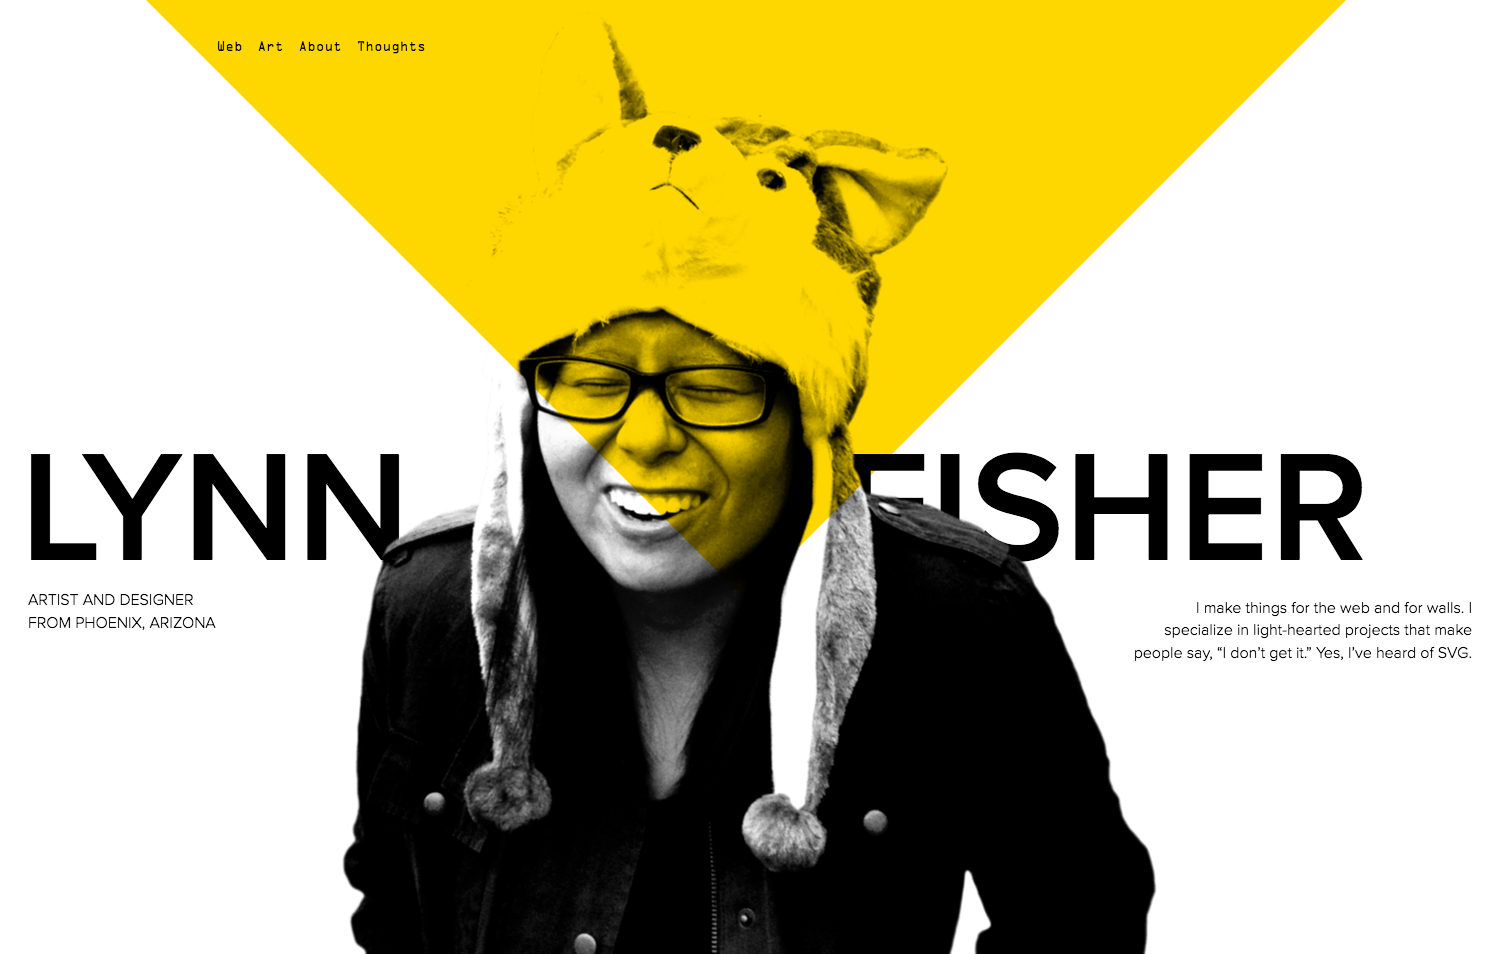 Web Art About Thoughts
LYNN FISHER
ARTIST AND DESIGNER
FROM PHOENIX, ARIZONA
I make things for the web and for walls. I
specialize in light-hearted projects that make
people say, “I don’t get it.” Yes, I’ve heard of SVG.